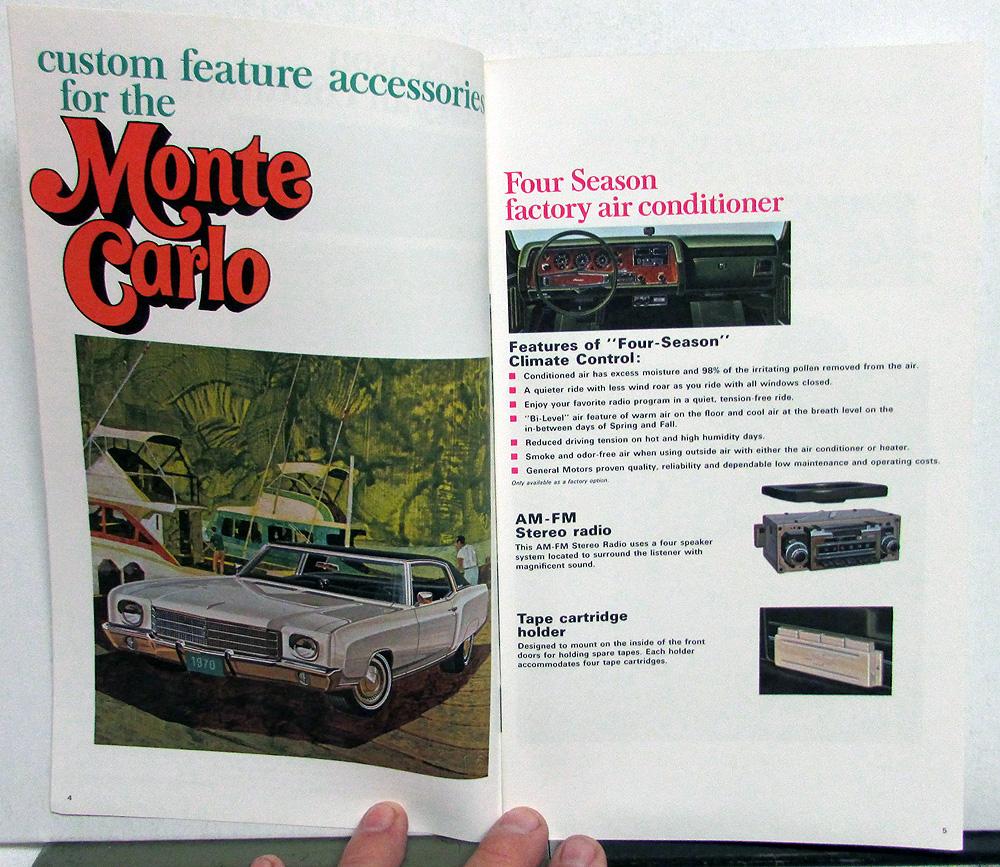 custom feature accessories
for the
Monte
Carlo
1970
4
Four Season
factory air conditioner
Features of "Four-Season"
Climate Control:
Conditioned air has excess moisture and 98% of the irritating pollen removed from the air.
A quieter ride with less wind roar as you ride with all windows closed.
Enjoy your favorite radio program in a quiet, tension-free ride.
"Bi-Level" air feature of warm air on the floor and cool air at the breath level on the
in-between days of Spring and Fall.
Reduced driving tension on hot and high humidity days.
Smoke and odor-free air when using outside air with either the air conditioner or heater.
General Motors proven quality, reliability and dependable low maintenance and operating costs.
Only available as a factory option.
AM-FM
Stereo radio
This AM-FM Stereo Radio uses a four speaker
system located to surround the listener with
magnificent sound.
Tape cartridge
holder
Designed to mount on the inside of the front
doors for holding spare tapes. Each holder
accommodates four tape cartridges.
5